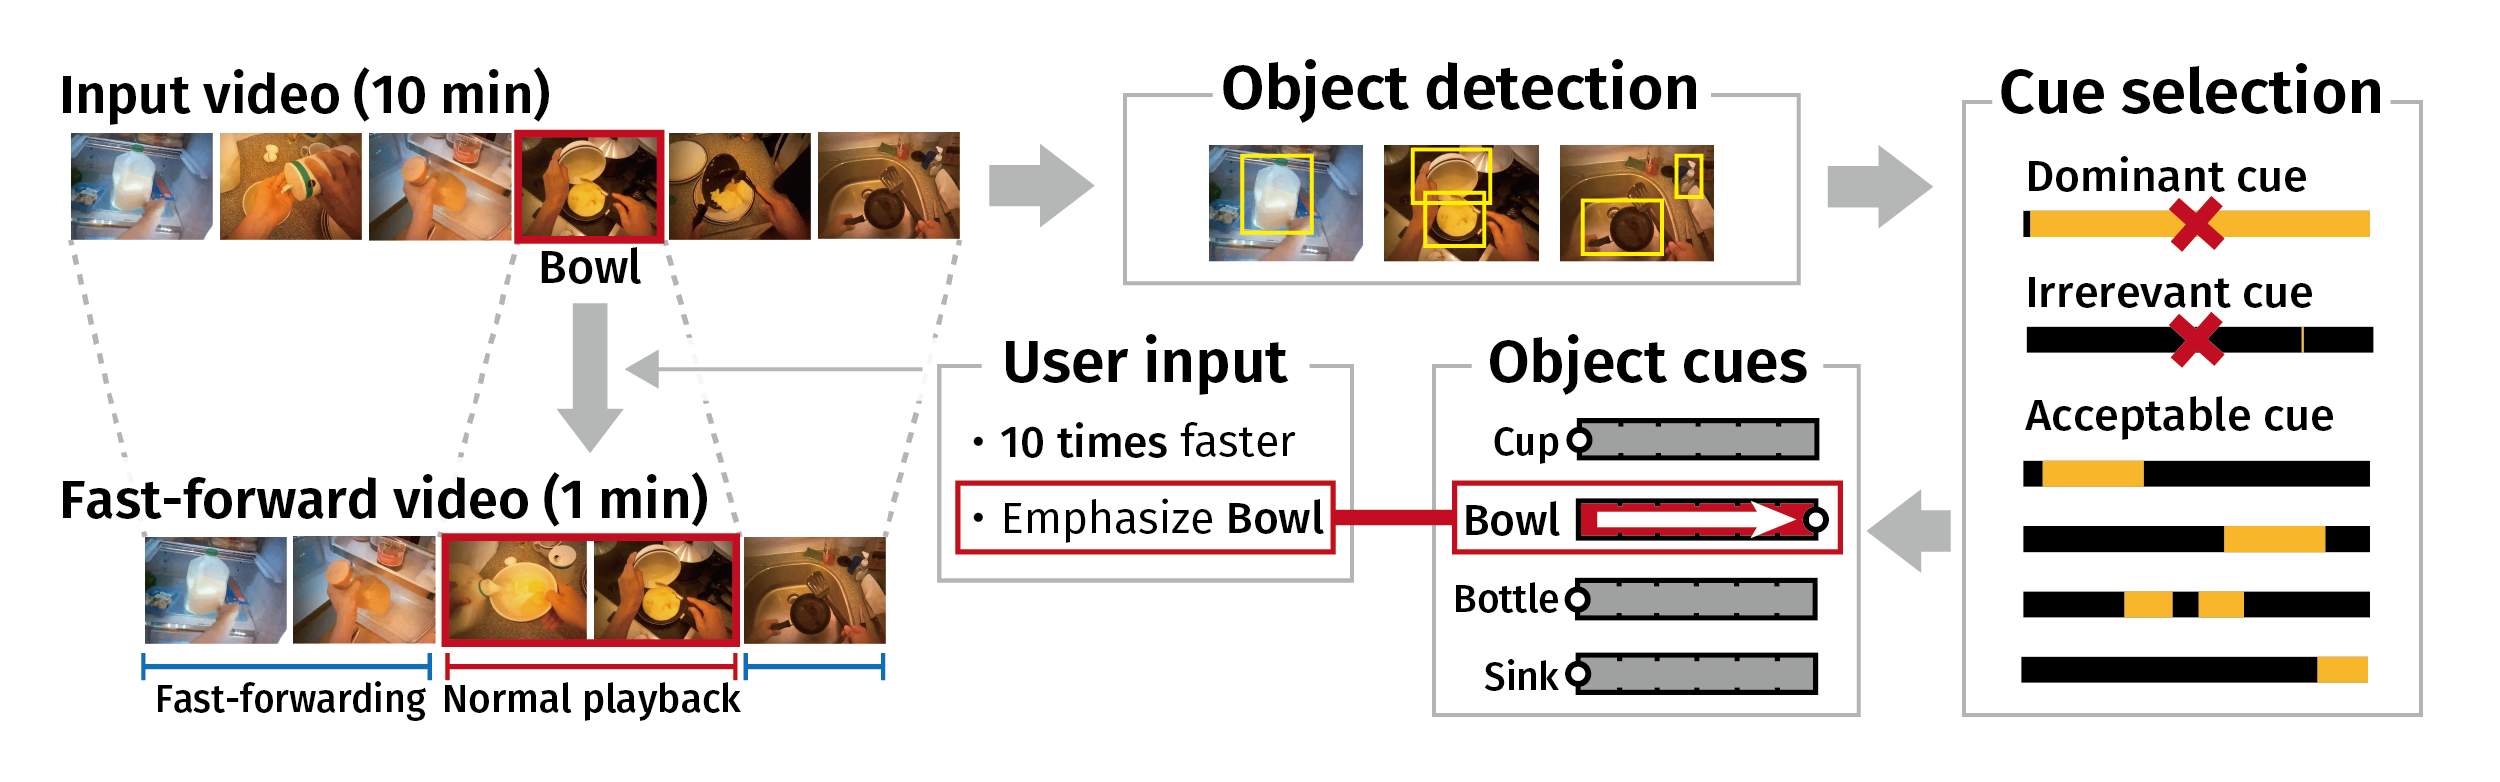 Input video (10 min)
Bowl
Fast-forward video (1 min)
Fast-forwarding
Normal playback
Object detection
User input
• 10 times faster
• Emphasize Bowl
Object cues
Cup
Bowl
Bottle
Sink
Cue selection
Dominant cue
Irrerevant cue
Acceptable cue